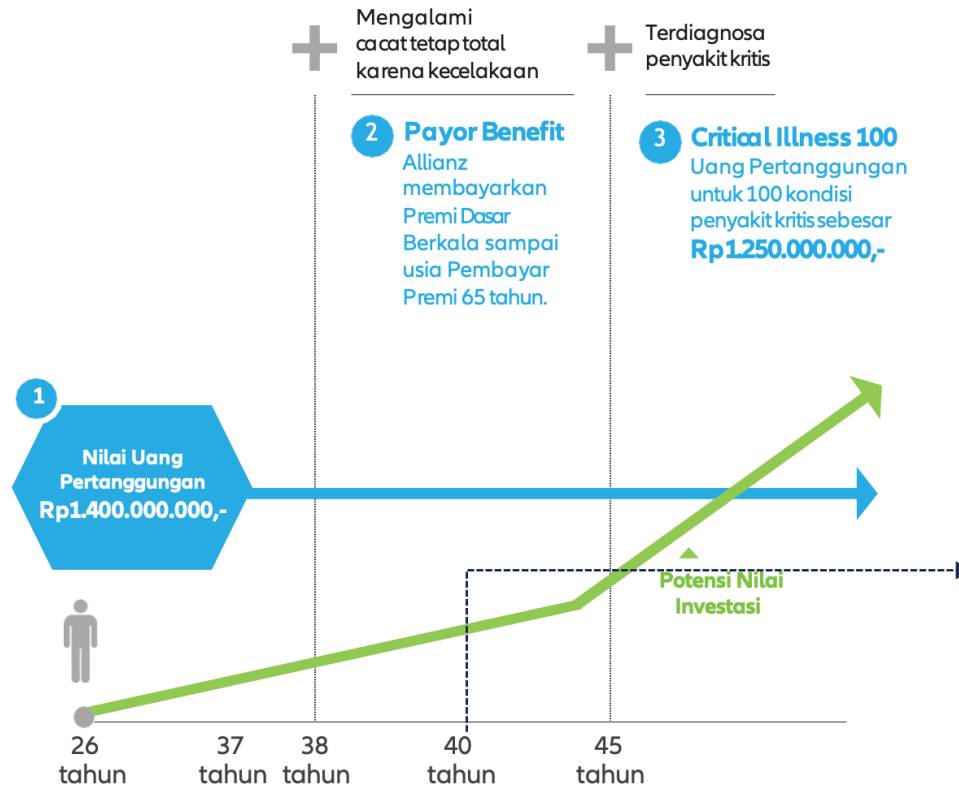 Mengalami
cacat tetap total
karena kecelakaan
Terdiagnosa
penyakit kritis
2
Payor Benefit
Allianz
membayarkan
Premi Dasar
Berkala sampai
usia Pembayar
Premi 65 tahun.
3
Critical Illness 100
Uang Pertanggungan
untuk 100 kondisi
penyakit kritis sebesar
Rp1.250.000.000,-
1
Nilai Uang
Pertanggungan
Rp1.400.000.000,-
Potensi Nilai
Investasi
26 37 38 40 45
tahun tahun tahun tahun tahun